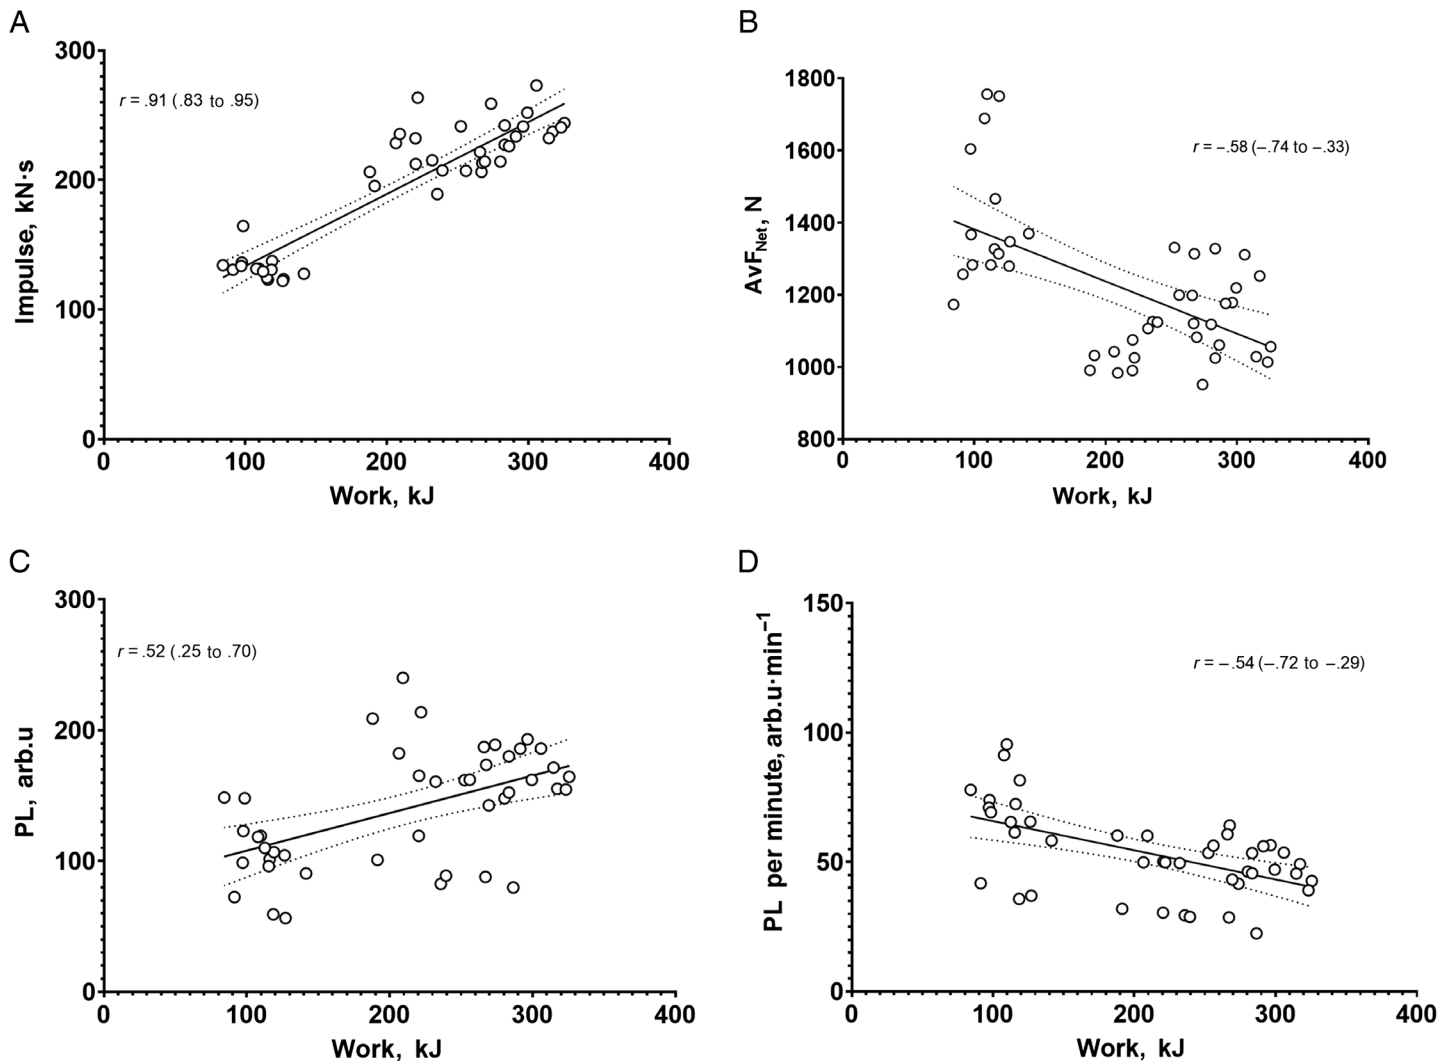 A
300
200
100
0
Impulse, kN·s
r = .91 (.83 to .95)
0 100 200 300 400
Work, kJ
B
1800
1600
1400
1200
1000
800
AvFNet, N
r = –.58 (–.74 to –.33)
0 100 200 300 400
Work, kJ
C
300
200
100
0
PL, arb.u
r = .52 (.25 to .70)
0 100 200 300 400
Work, kJ
D
150
100
50
0
PL per minute, arb.u·min⁻¹
r = –.54 (–.72 to –.29)
0 100 200 300 400
Work, kJ